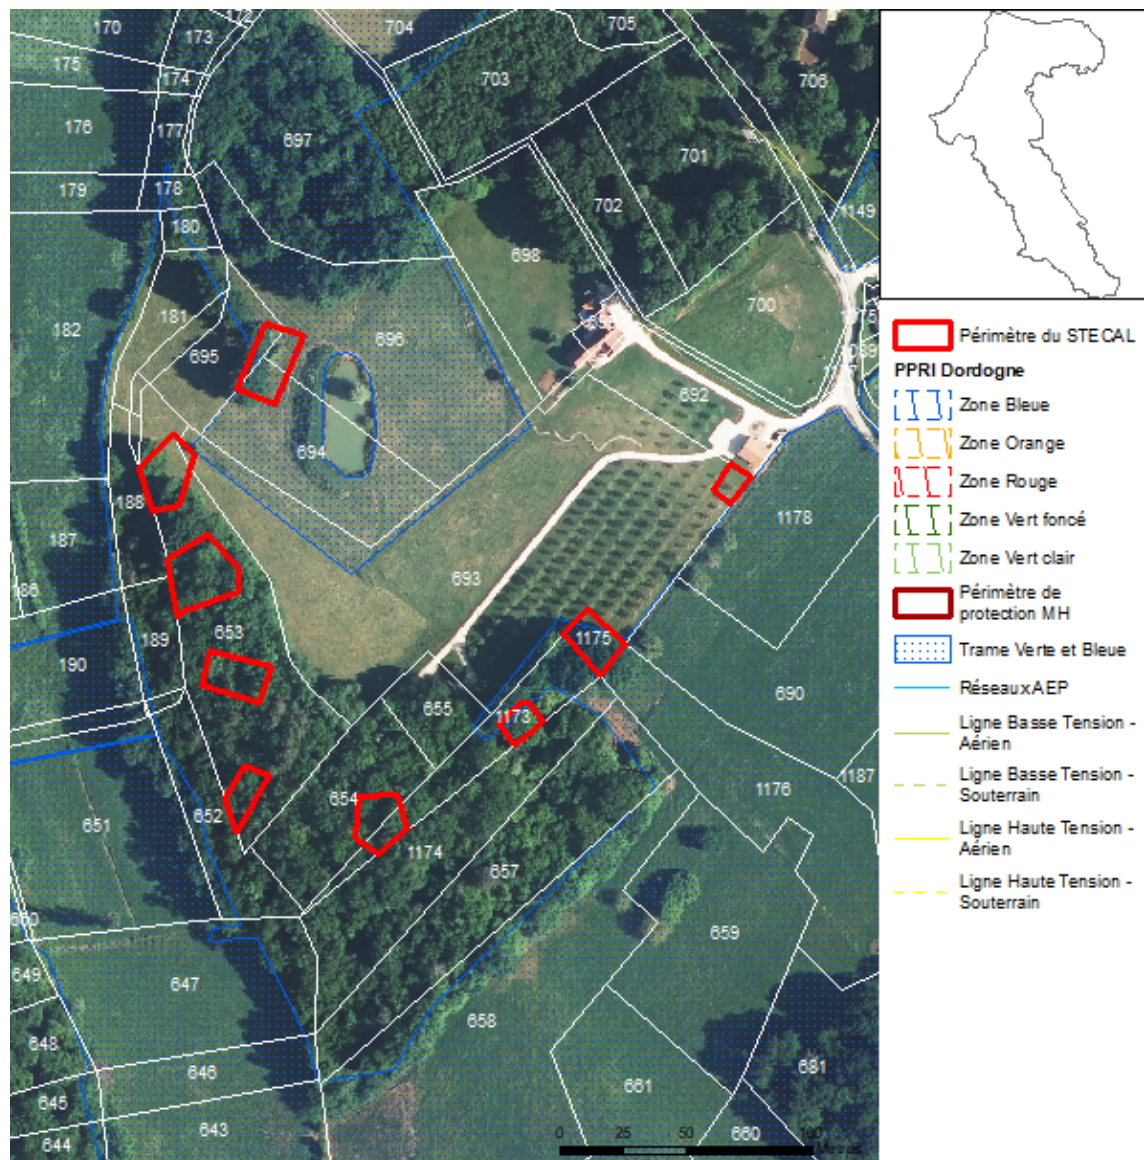 170
173
172
704
705
175
174
703
706
176
177
697
701
179
178
702
1149
180
698
182
181
700
695
696
692
694
188
1178
187
693
186
189
653
1175
190
690
655
1173
1187
1176
654
652
651
1174
657
659
649
647
658
648
646
661
681
645
643
644
660
0 25 50 100
Périmètre du STECAL
PPRI Dordogne
Zone Bleue
Zone Orange
Zone Rouge
Zone Vert foncé
Zone Vert clair
Périmètre de
protection MH
Trame Verte et Bleue
Réseaux AEP
Ligne Basse Tension -
Aérien
Ligne Basse Tension -
Souterrain
Ligne Haute Tension -
Aérien
Ligne Haute Tension -
Souterrain